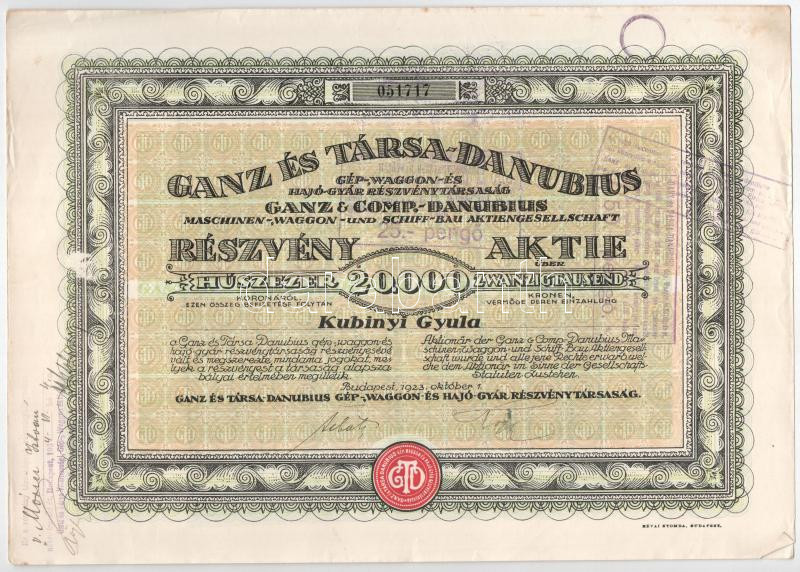 051717
GANZ ÉS TÁRSA-DANUBIUS
GÉP-,WAGGON-ÉS
HAJÓ-GYÁR RÉSZVÉNYTÁRSASÁG
GANZ & COMP.-DANUBIUS
MASCHINEN-,WAGGON-UND SCHIFF-BAU AKTIENGESELLSCHAFT
25.- pengő
RÉSZVÉNY AKTIE
ÜBER
HÚSZEZER 20,000 ZWANZIGTAUSEND
KORONÁRÓL, KRONEN,
EZEN ÖSSZEG BEFIZETÉSE FOLYTÁN VERMÖGE DEREN EINZAHLUNG
Kubinyi Gyula
a Ganz és Társa Danubius gép-,waggon-és
hajó-gyár részvénytársaság részvényesévé
vált és megszerezte mindama jogokat, me-
lyek a részvényest a társaság alapsza-
bályai értelmében megilletik.
Aktionär der Ganz & Comp-Danubius Ma-
schinen-,Waggon-und Schiff-Bau Aktiengesell-
schaft wurde und alle jene Rechte erwarb wel-
che dem Aktionär im Sinne der Gesellschafts-
Statuten zustehen.
Budapest, 1923. október 1.
GANZ ÉS TÁRSA-DANUBIUS GÉP-,WAGGON-ÉS HAJÓ-GYÁR RÉSZVÉNYTÁRSASÁG.
GTD
RÉVAI NYOMDA, BUDAPEST.